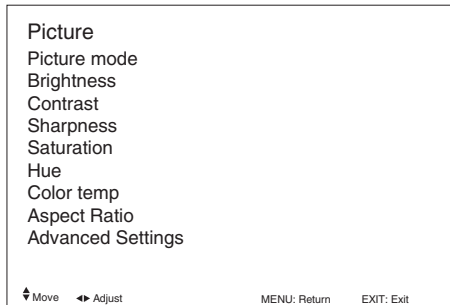 Picture
Picture mode
Brightness
Contrast
Sharpness
Saturation
Hue
Color temp
Aspect Ratio
Advanced Settings
Move Adjust MENU: Return EXIT: Exit